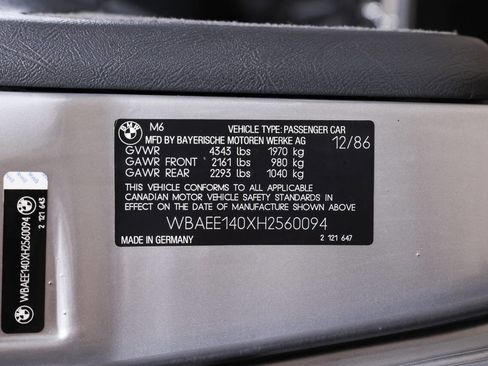 BMW M6 VEHICLE TYPE: PASSENGER CAR
MFD BY BAYERISCHE MOTOREN WERKE AG 12/86
GVWR 4343 lbs 1970 kg
GAWR FRONT 2161 lbs 980 kg
GAWR REAR 2293 lbs 1040 kg
THIS VEHICLE CONFORMS TO ALL APPLICABLE
CANADIAN MOTOR VEHICLE SAFETY STANDARDS IN
EFFECT ON THE DATE OF MANUFACTURE SHOWN ABOVE
WBAEE140XH2560094
MADE IN GERMANY 2 121 647
WBAEE140XH2560094
2 121 643